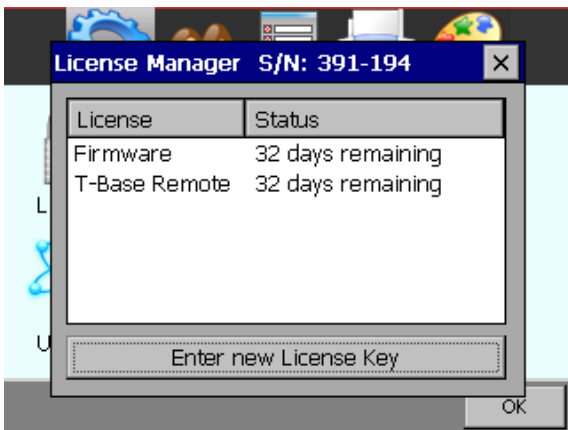 License Manager S/N: 391-194
License Status
Firmware 32 days remaining
T-Base Remote 32 days remaining
L
U
Enter new License Key
OK